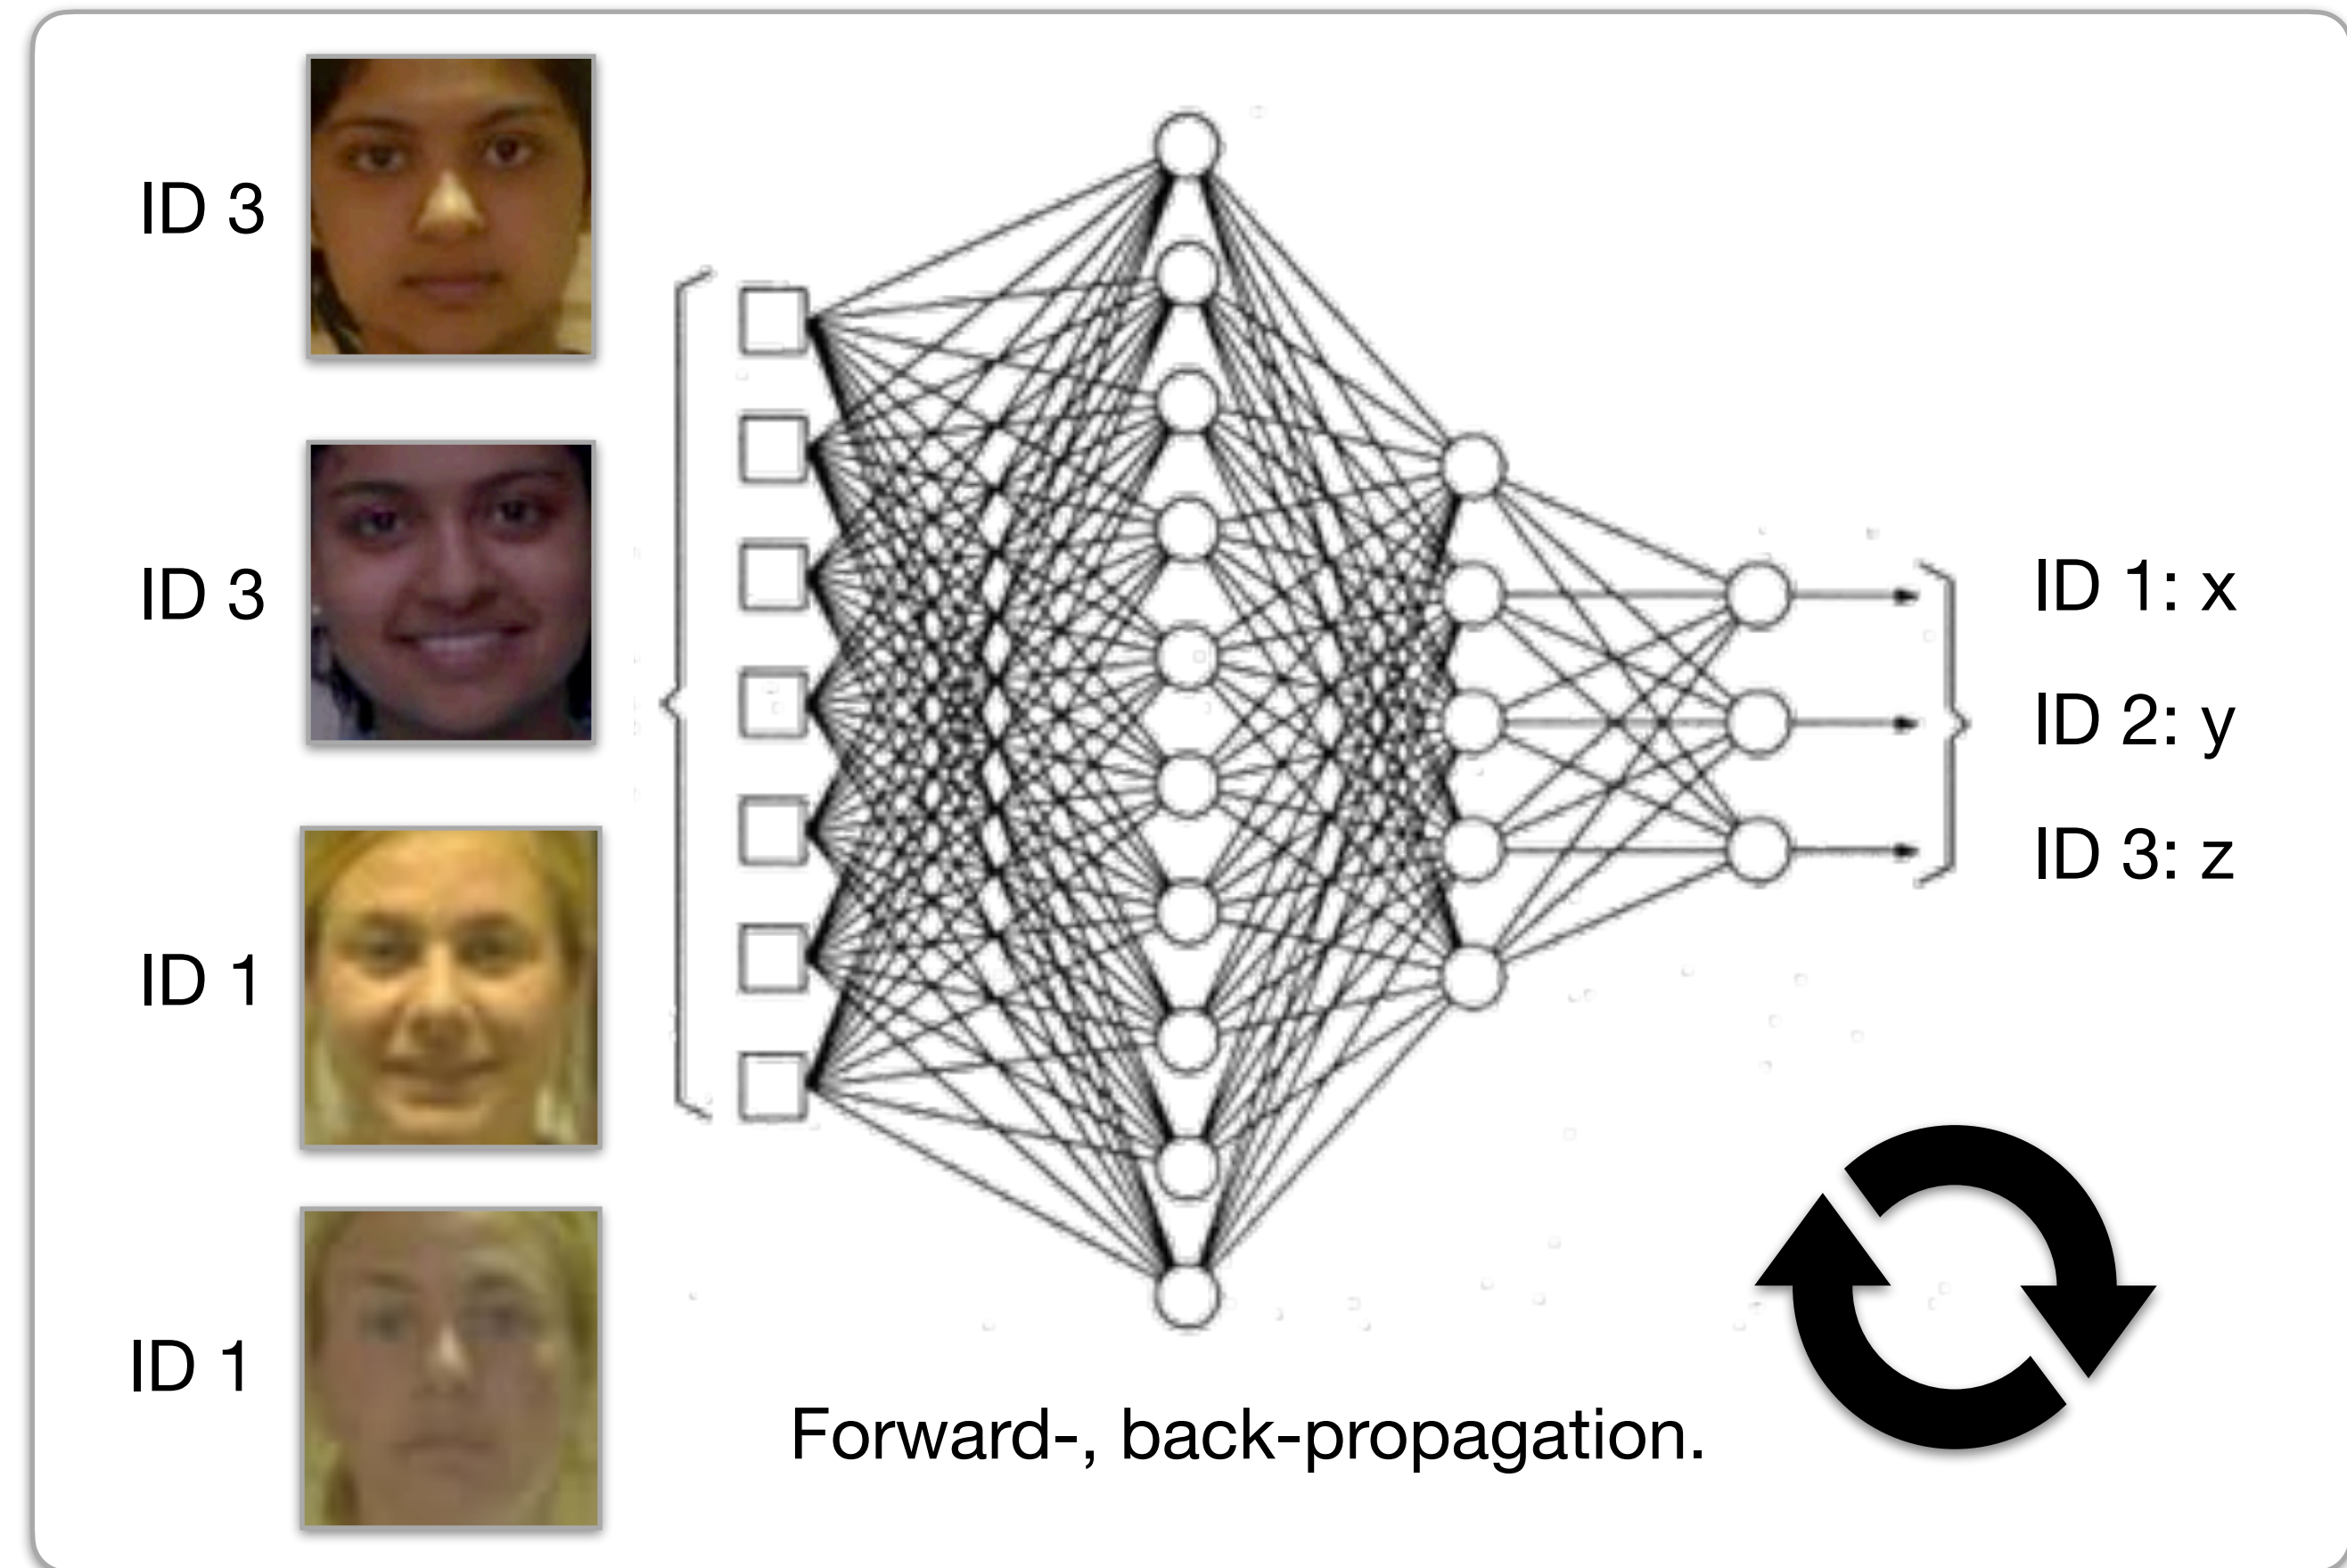 ID 3
ID 3
ID 1
ID 1
ID 1: x
ID 2: y
ID 3: z
Forward-, back-propagation.